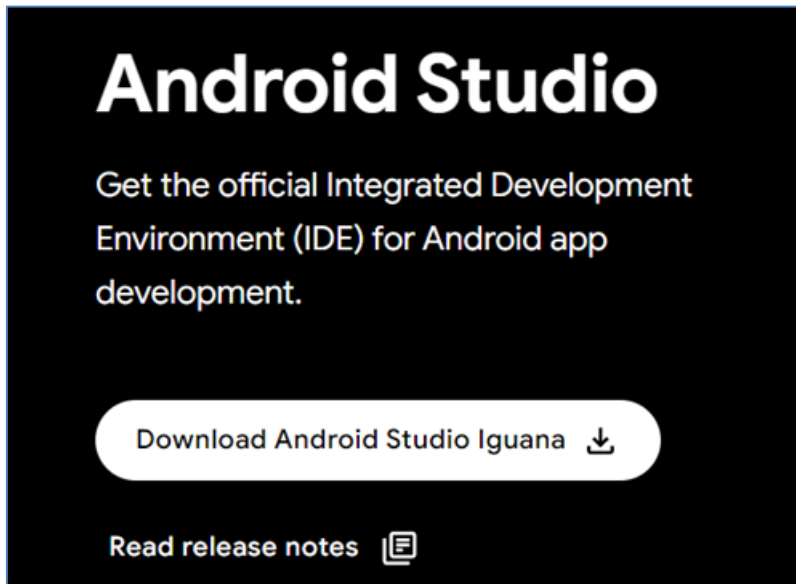 Android Studio
Get the official Integrated Development
Environment (IDE) for Android app
development.
Download Android Studio Iguana
Read release notes